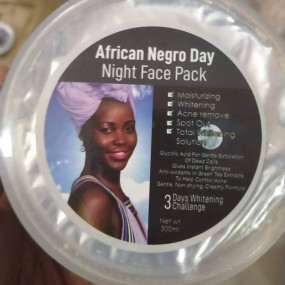 African Negro Day
Night Face Pack
Moisturizing
Whitening
Acne remove
Spot Out
Total
Solution
Glycolic Acid For Gentle Exfoliation
Of Dead Cells
Gives Instant Brightness
Anti-oxidants in Green Tea Extracts
To Help Control Acne
Gentle, Non-drying, Creamy Formula
3 Days Whitening
Challenge
Net wt
300ml